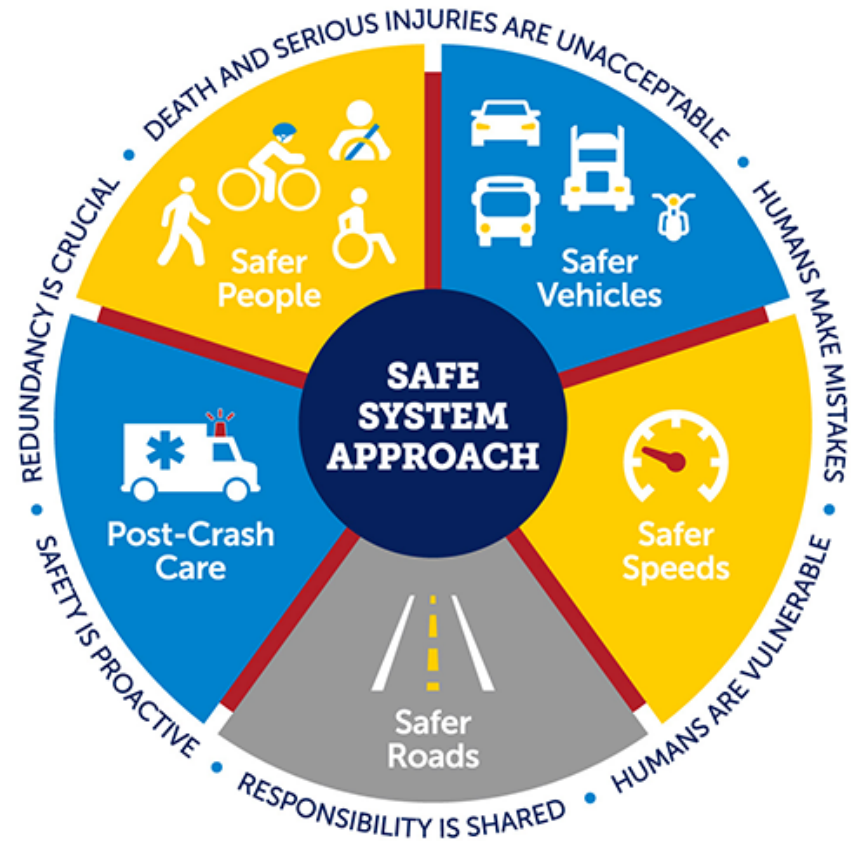 DEATH AND SERIOUS INJURIES ARE UNACCEPTABLE
HUMANS MAKE MISTAKES
HUMANS ARE VULNERABLE
RESPONSIBILITY IS SHARED
SAFETY IS PROACTIVE
REDUNDANCY IS CRUCIAL
Safer
People
Safer
Vehicles
SAFE
SYSTEM
APPROACH
Post-Crash
Care
Safer
Speeds
Safer
Roads